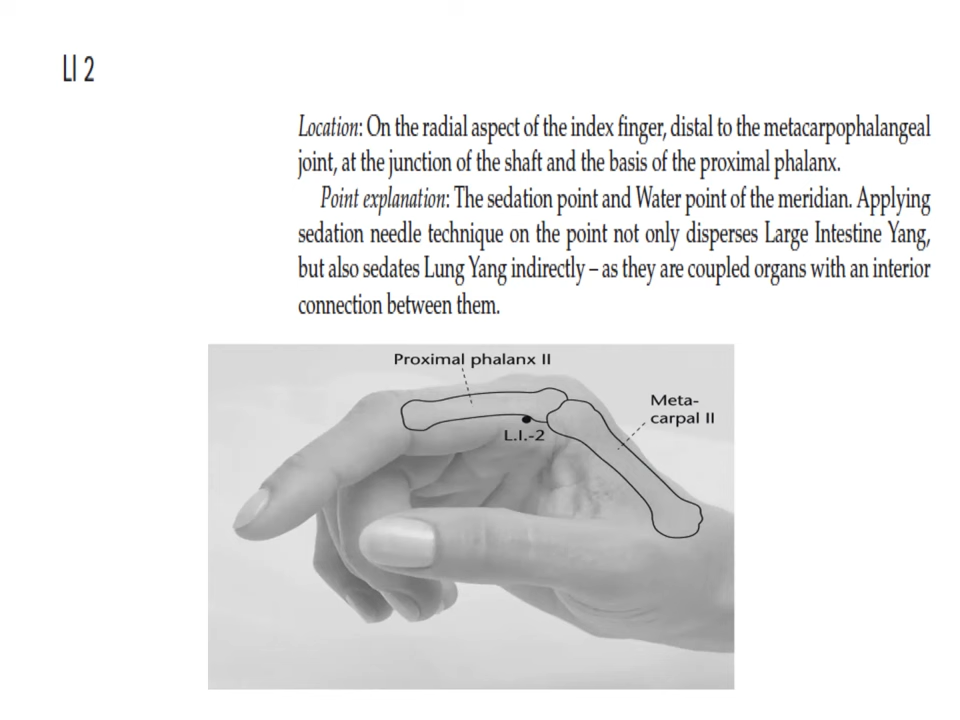 LI 2
Location: On the radial aspect of the index finger, distal to the metacarpophalangeal
joint, at the junction of the shaft and the basis of the proximal phalanx.
Point explanation: The sedation point and Water point of the meridian. Applying
sedation needle technique on the point not only disperses Large Intestine Yang,
but also sedates Lung Yang indirectly – as they are coupled organs with an interior
connection between them.
Proximal phalanx II
Meta-
carpal II
L.I.-2